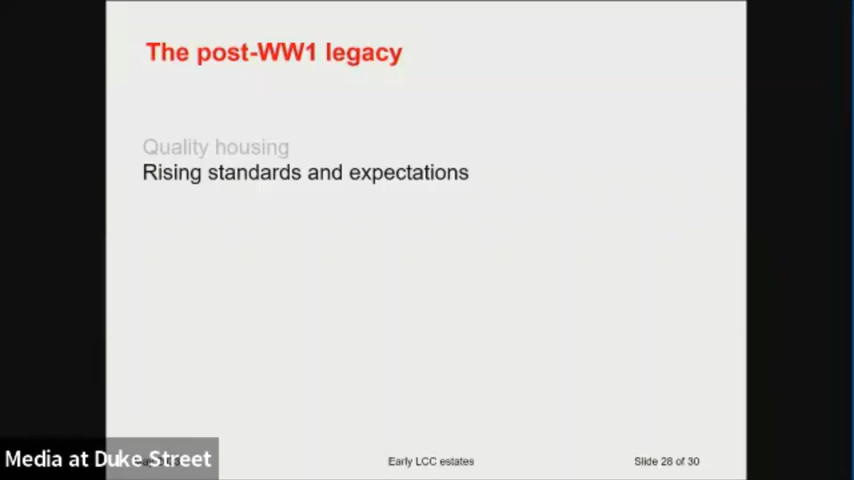 The post-WW1 legacy
Quality housing
Rising standards and expectations
Media at Duke Street
Early LCC estates
Slide 28 of 30